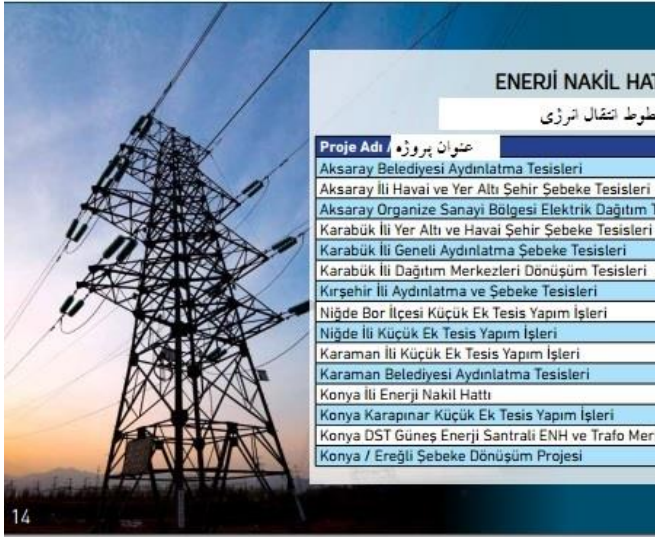 ENERJİ NAKİL
خطوط انتقال انرژی
Proje Adı / عنوان پروژه
Aksaray Belediyesi Aydınlatma Tesisleri
Aksaray İli Havai ve Yer Altı Şehir Şebeke Tesisleri
Aksaray Organize Sanayi Bölgesi Elektrik Dağıtım
Karabük İli Yer Altı ve Havai Şehir Şebeke Tesisleri
Karabük İli Geneli Aydınlatma Şebeke Tesisleri
Karabük İli Dağıtım Merkezleri Dönüşüm Tesisleri
Kırşehir İli Aydınlatma ve Şebeke Tesisleri
Niğde Bor İlçesi Küçük Ek Tesis Yapım İşleri
Niğde İli Küçük Ek Tesis Yapım İşleri
Karaman İli Küçük Ek Tesis Yapım İşleri
Karaman Belediyesi Aydınlatma Tesisleri
Konya İli Enerji Nakil Hattı
Konya Karapınar Küçük Ek Tesis Yapım İşleri
Konya DST Güneş Enerji Santrali ENH ve Trafo
Konya / Ereğli Şebeke Dönüşüm Projesi
14